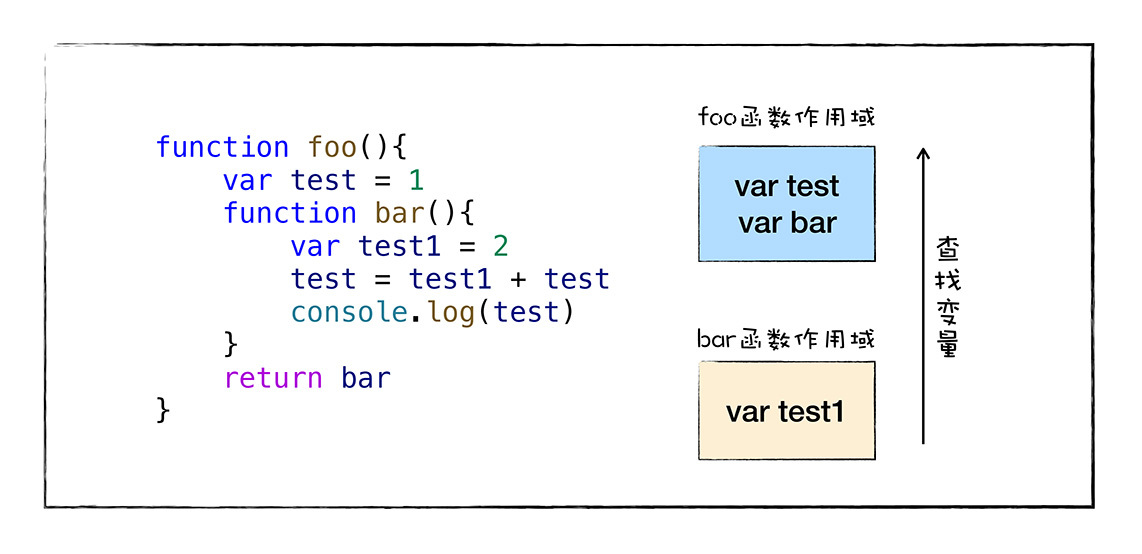 function foo(){
    var test = 1
    function bar(){
        var test1 = 2
        test = test1 + test
        console.log(test)
    }
    return bar
}
foo函数作用域
var test
var bar
bar函数作用域
var test1
查找变量